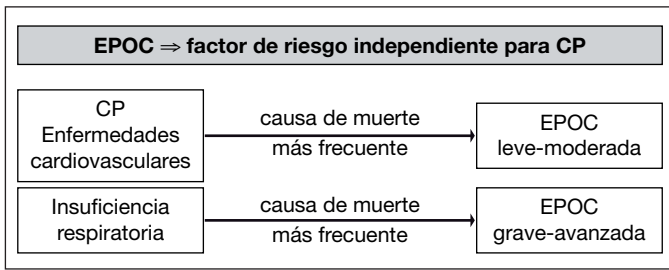 EPOC ⇒ factor de riesgo independiente para CP
CP
Enfermedades
cardiovasculares
causa de muerte
más frecuente
EPOC
leve-moderada
Insuficiencia
respiratoria
causa de muerte
más frecuente
EPOC
grave-avanzada